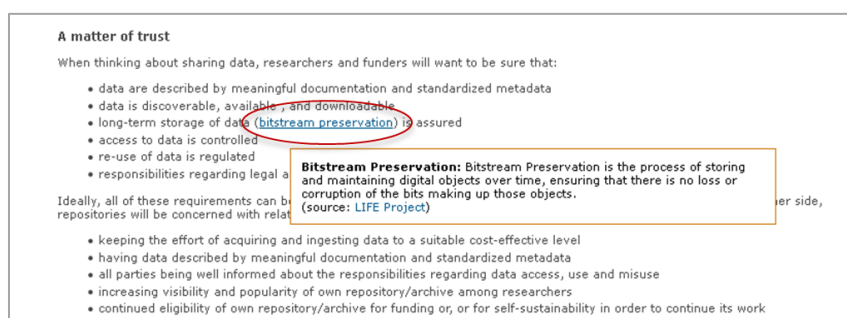 A matter of trust
When thinking about sharing data, researchers and funders will want to be sure that:
• data are described by meaningful documentation and standardized metadata
• data is discoverable, available , and downloadable
• long-term storage of data (bitstream preservation) is assured
• access to data is controlled
• re-use of data is regulated
• responsibilities regarding legal a
Bitstream Preservation: Bitstream Preservation is the process of storing
and maintaining digital objects over time, ensuring that there is no loss or
corruption of the bits making up those objects.
(source: LIFE Project)
Ideally, all of these requirements can b er side,
repositories will be concerned with relat
• keeping the effort of acquiring and ingesting data to a suitable cost-effective level
• having data described by meaningful documentation and standardized metadata
• all parties being well informed about the responsibilities regarding data access, use and misuse
• increasing visibility and popularity of own repository/archive among researchers
• continued eligibility of own repository/archive for funding or, or for self-sustainability in order to continue its work